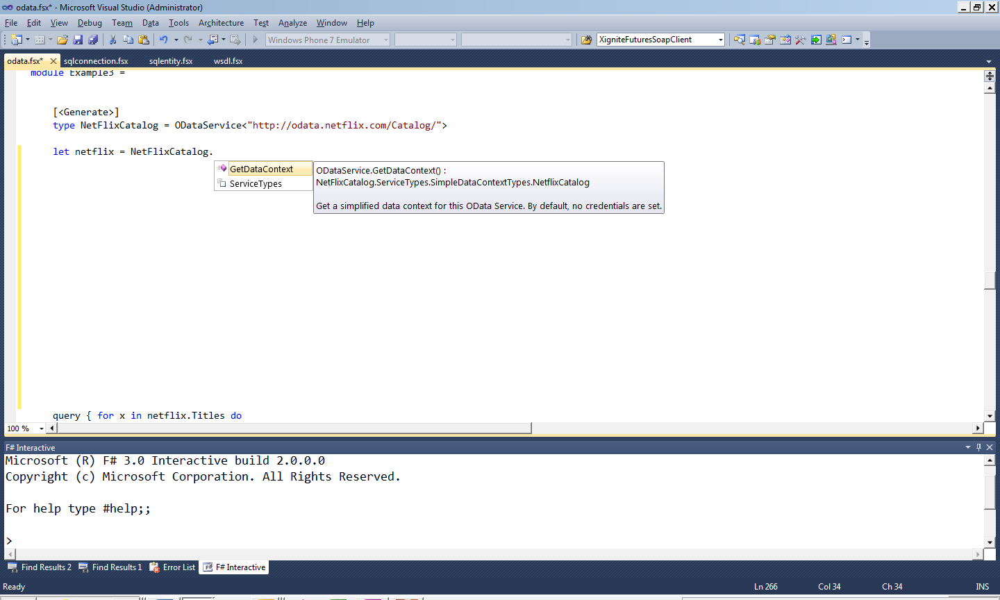 odata.fsx* - Microsoft Visual Studio (Administrator)
File Edit View Debug Team Data Tools Architecture Test Analyze Window Help
Windows Phone 7 Emulator XigniteFuturesSoapClient
odata.fsx* sqlconnection.fsx sqlentity.fsx wsdl.fsx
module Example3 =
[<Generate>]
type NetFlixCatalog = ODataService<"http://odata.netflix.com/Catalog/">
let netflix = NetFlixCatalog.
GetDataContext
ServiceTypes
ODataService.GetDataContext() :
NetFlixCatalog.ServiceTypes.SimpleDataContextTypes.NetflixCatalog
Get a simplified data context for this OData Service. By default, no credentials are set.
query { for x in netflix.Titles do
100 %
F# Interactive
Microsoft (R) F# 3.0 Interactive build 2.0.0.0
Copyright (c) Microsoft Corporation. All Rights Reserved.
For help type #help;;
>
Find Results 2 Find Results 1 Error List F# Interactive
Ready Ln 266 Col 34 Ch 34 INS